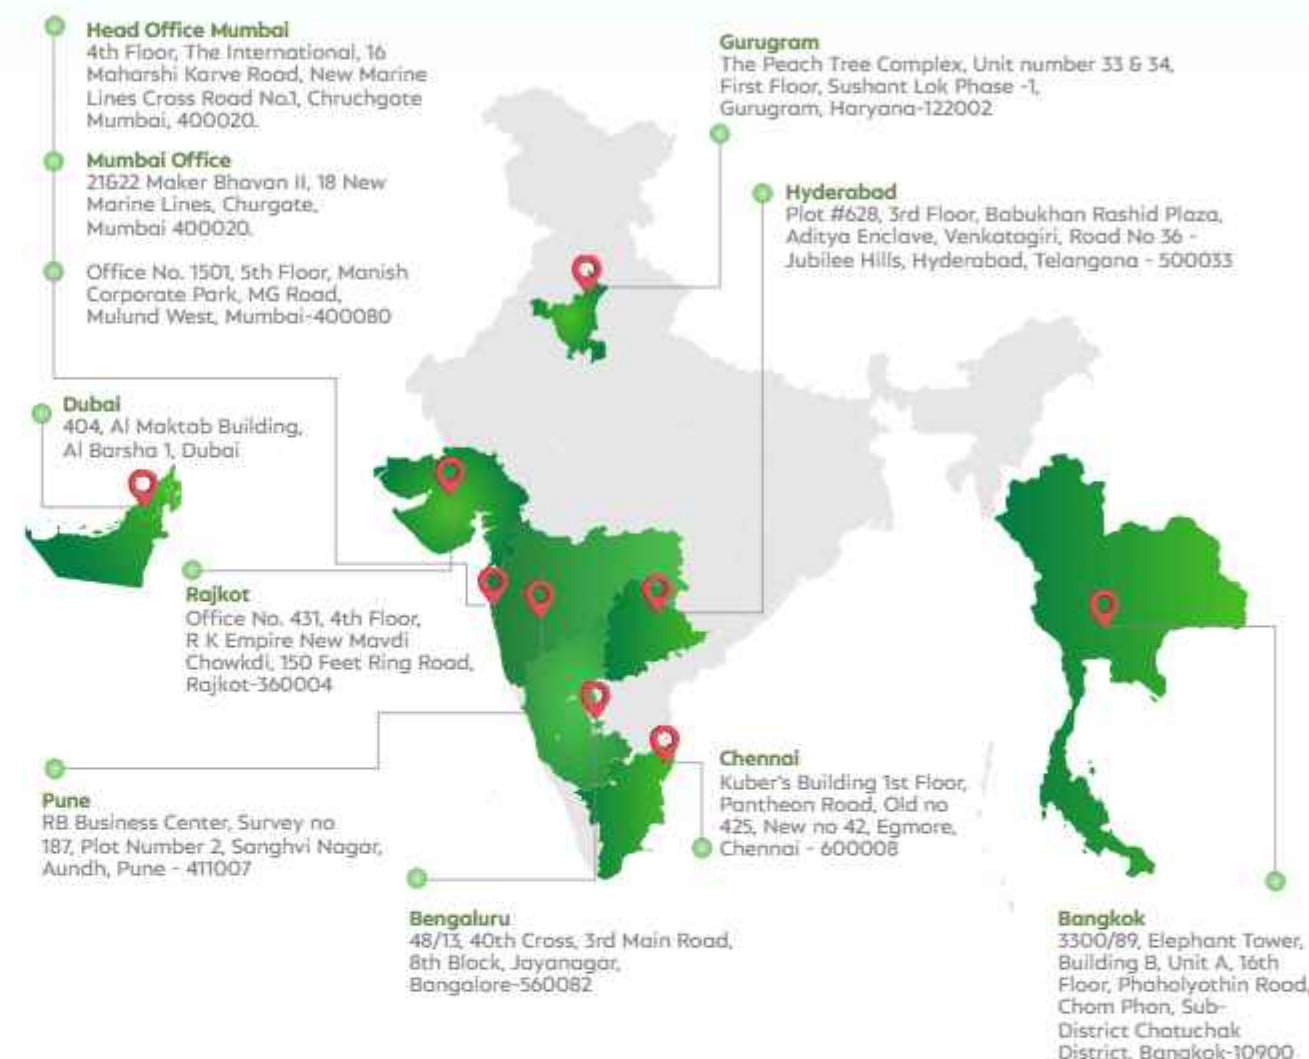 Head Office Mumbai
4th Floor, The International, 16
Maharshi Karve Road, New Marine
Lines Cross Road No.1, Chruchgate
Mumbai, 400020.
Mumbai Office
21&22 Maker Bhavan II, 18 New
Marine Lines, Churgate,
Mumbai 400020.
Office No. 1501, 5th Floor, Manish
Corporate Park, MG Road,
Mulund West, Mumbai-400080
Gurugram
The Peach Tree Complex, Unit number 33 & 34,
First Floor, Sushant Lok Phase -1,
Gurugram, Haryana-122002
Hyderabad
Plot #628, 3rd Floor, Babukhan Rashid Plaza,
Aditya Enclave, Venkatagiri, Road No 36 -
Jubilee Hills, Hyderabad, Telangana - 500033
Dubai
404, Al Maktab Building,
Al Barsha 1, Dubai
Rajkot
Office No. 431, 4th Floor,
R K Empire New Mavdi
Chowkdi, 150 Feet Ring Road,
Rajkot-360004
Pune
RB Business Center, Survey no
187, Plot Number 2, Sanghvi Nagar,
Aundh, Pune - 411007
Chennai
Kuber's Building 1st Floor,
Pantheon Road, Old no
425, New no 42, Egmore,
Chennai - 600008
Bengaluru
48/13, 40th Cross, 3rd Main Road,
8th Block, Jayanagar,
Bangalore-560082
Bangkok
3300/89, Elephant Tower,
Building B, Unit A, 16th
Floor, Phaholyothin Road,
Chom Phon, Sub-
District Chatuchak
District, Bangkok-10900